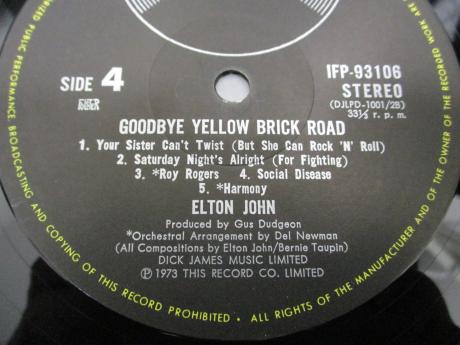 SIDE 4
IFP-93106
STEREO
(DJLPD-1001/2B)
33⅓ r. p. m.
GOODBYE YELLOW BRICK ROAD
1. Your Sister Can't Twist (But She Can Rock 'N' Roll)
2. Saturday Night's Alright (For Fighting)
3. *Roy Rogers 4. Social Disease
5. *Harmony
ELTON JOHN
Produced by Gus Dudgeon
*Orchestral Arrangement by Del Newman
(All Compositions by Elton John/Bernie Taupin)
DICK JAMES MUSIC LIMITED
Ⓟ1973 THIS RECORD CO. LIMITED
PUBLIC PERFORMANCE, BROADCASTING AND COPYING OF THIS RECORD PROHIBITED • ALL RIGHTS OF THE MANUFACTURER AND OF THE OWNER OF THE RECORDED WORK ARE